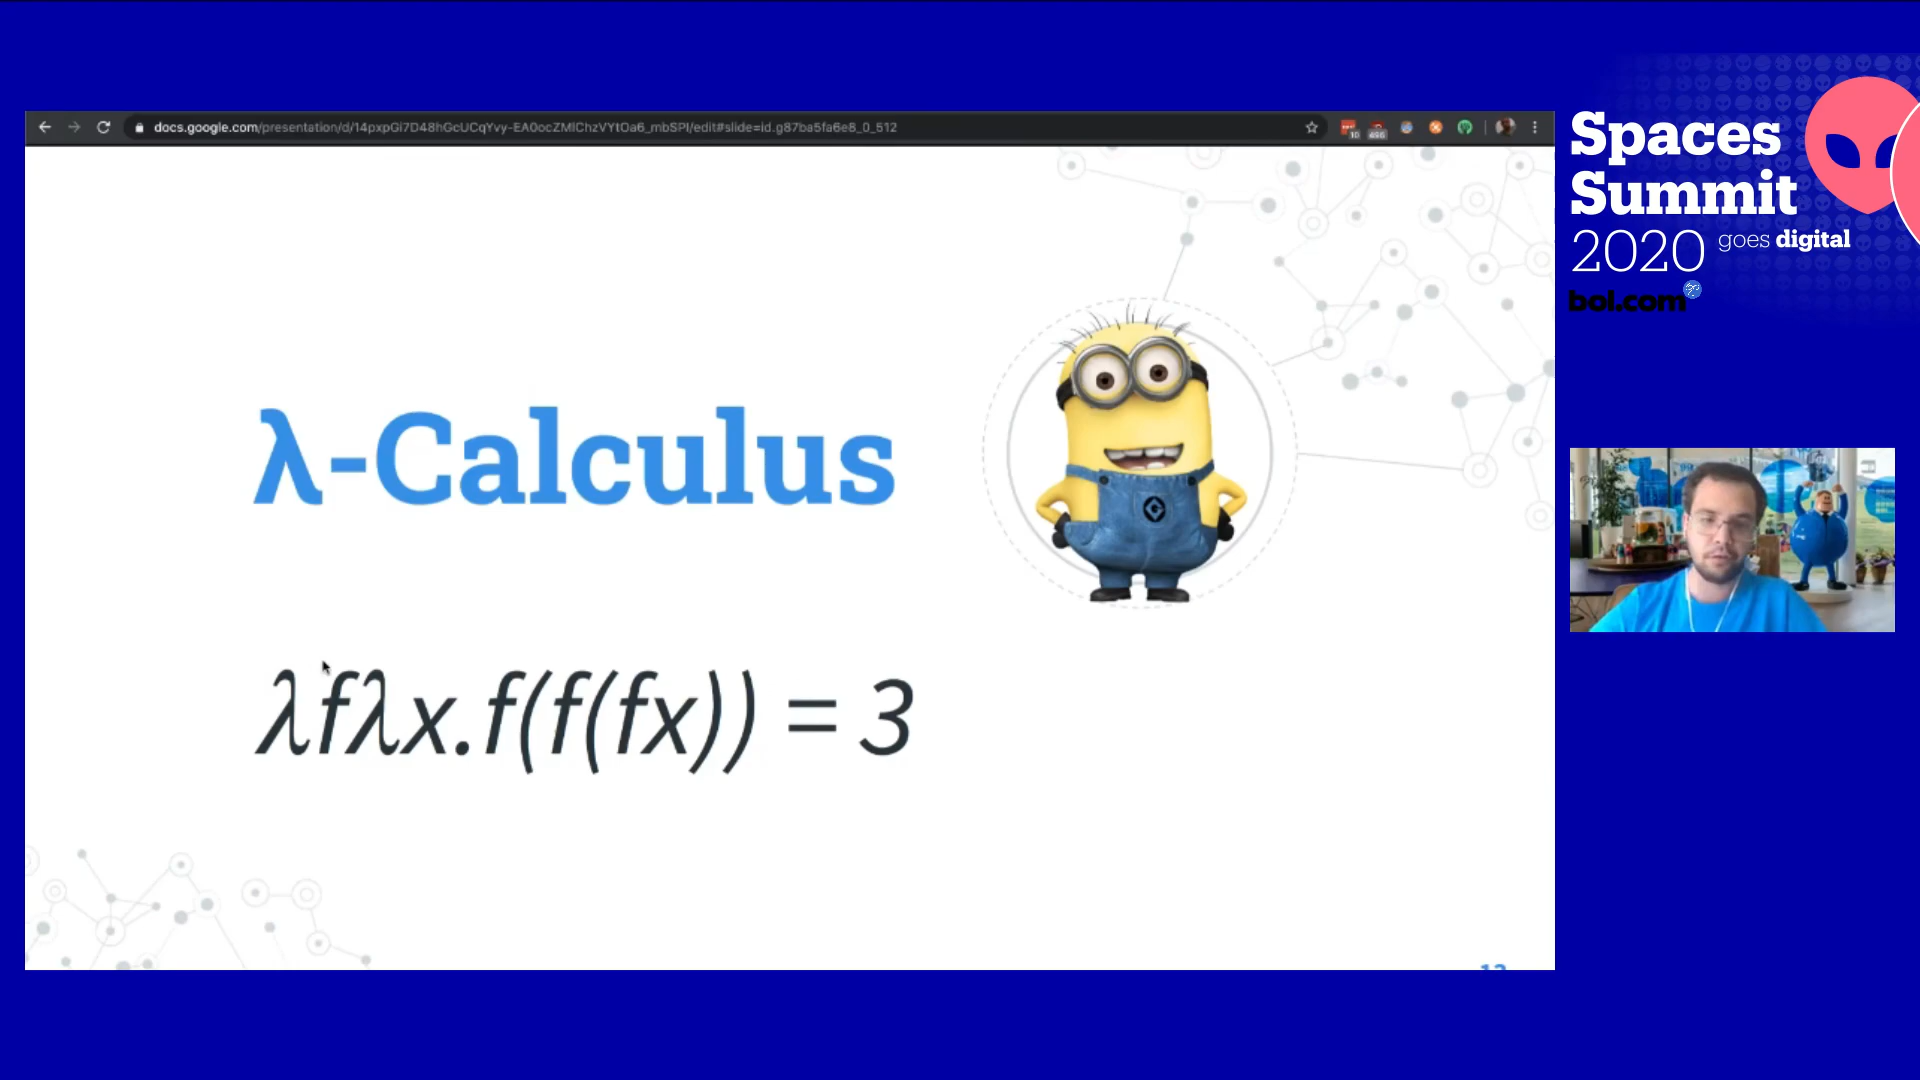 docs.google.com/presentation/d/14pxpGi7D48hGcUCqYvy-EA0ocZMlChzVYtOa6_mbSPI/edit#slide=id.g87ba5fa6e8_0_512
λ-Calculus
λfλx.f(f(fx)) = 3
Spaces
Summit
2020 goes digital
bol.com